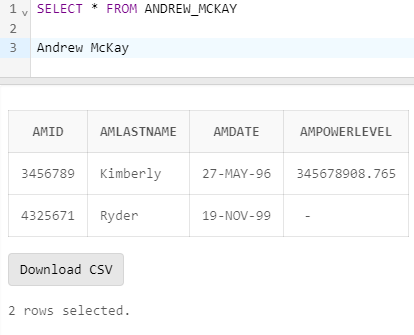 1 SELECT * FROM ANDREW_MCKAY
2
3 Andrew McKay
AMID AMLASTNAME AMDATE AMPOWERLEVEL
3456789 Kimberly 27-MAY-96 345678908.765
4325671 Ryder 19-NOV-99 -
Download CSV
2 rows selected.